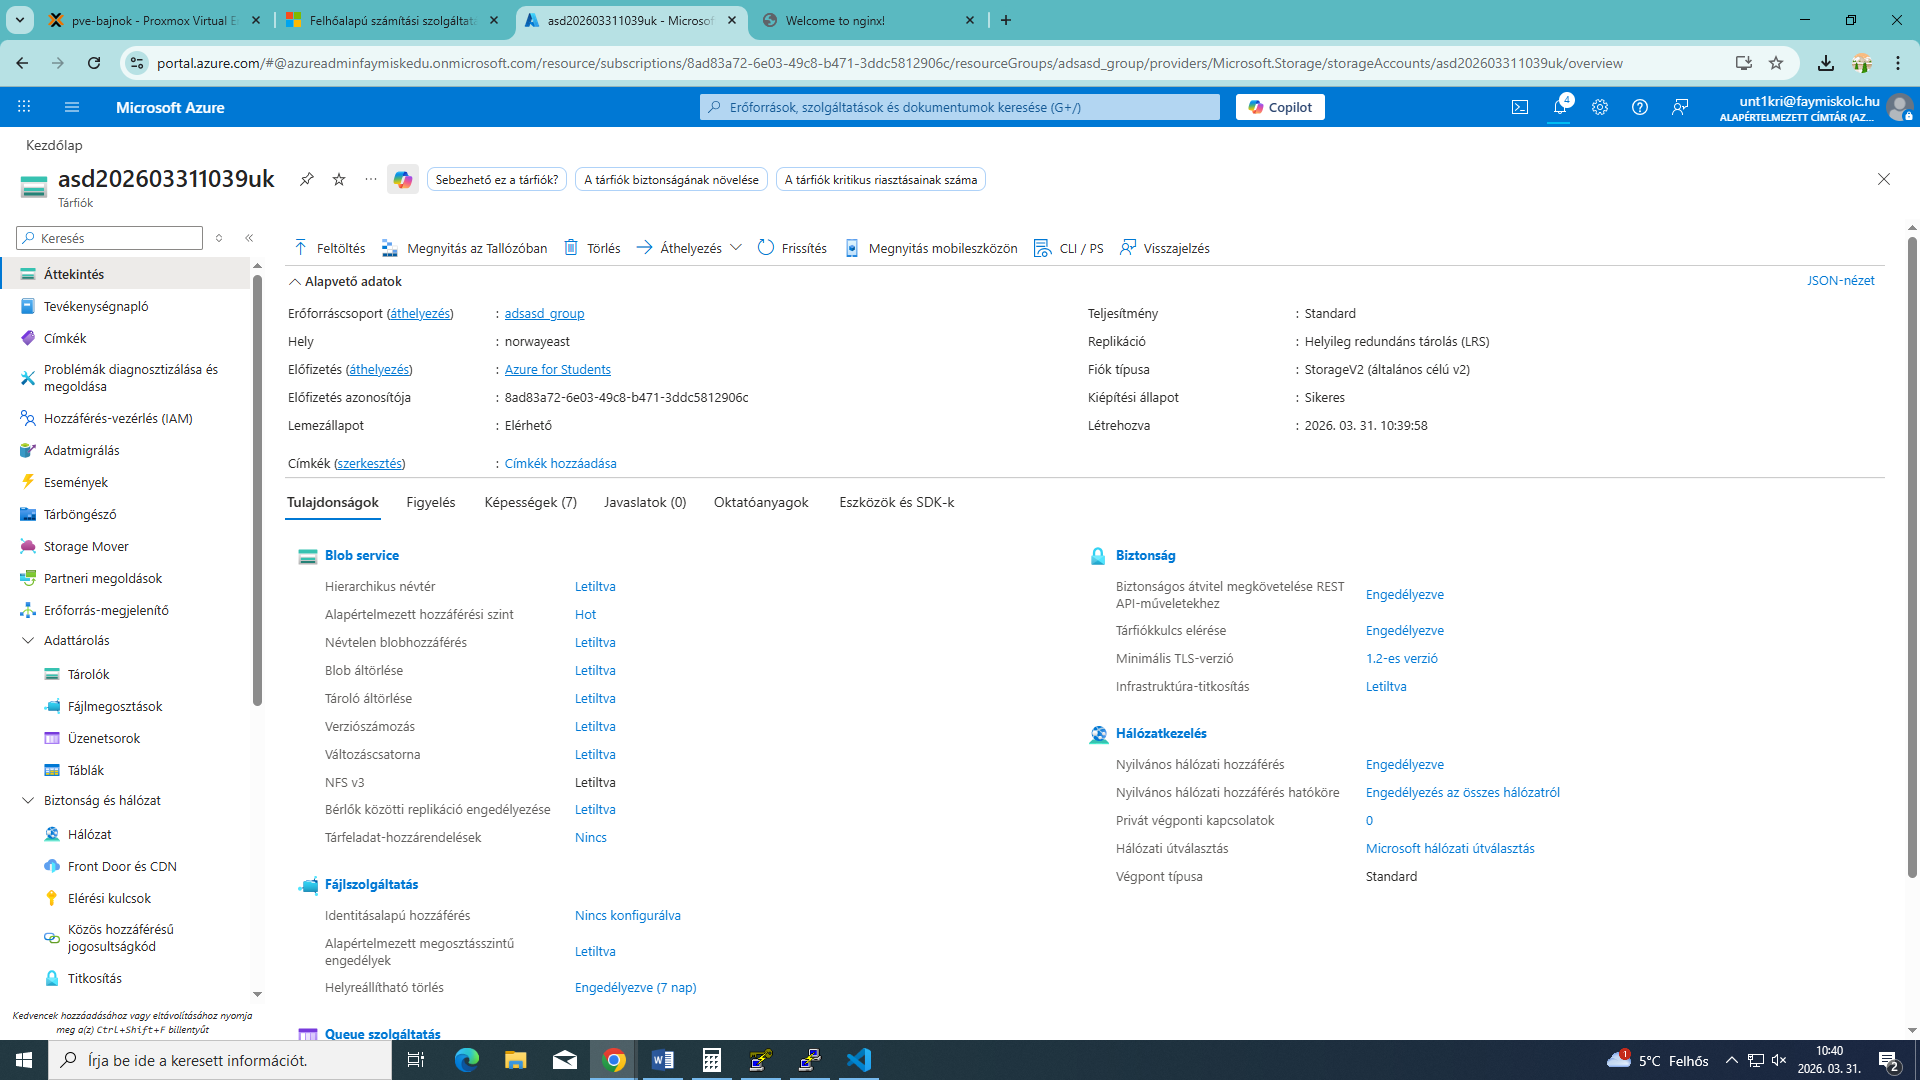 pve-bajnok - Proxmox Virtual E
Felhőalapú számítási szolgáltatá
asd202603311039uk - Microsof
Welcome to nginx!
portal.azure.com/#@azureadminfaymiskedu.onmicrosoft.com/resource/subscriptions/8ad83a72-6e03-49c8-b471-3ddc5812906c/resourceGroups/adsasd_group/providers/Microsoft.Storage/storageAccounts/asd202603311039uk/overview
Microsoft Azure
Erőforrások, szolgáltatások és dokumentumok keresése (G+/)
Copilot
4
unt1kri@faymiskolc.hu
ALAPÉRTELMEZETT CÍMTÁR (AZ...
Kezdőlap
asd202603311039uk
Tárfiók
Sebezhető ez a tárfiók?
A tárfiók biztonságának növelése
A tárfiók kritikus riasztásainak száma
Keresés
Áttekintés
Tevékenységnapló
Címkék
Problémák diagnosztizálása és
megoldása
Hozzáférés-vezérlés (IAM)
Adatmigrálás
Események
Tárböngésző
Storage Mover
Partneri megoldások
Erőforrás-megjelenítő
Adattárolás
Tárolók
Fájlmegosztások
Üzenetsorok
Táblák
Biztonság és hálózat
Hálózat
Front Door és CDN
Elérési kulcsok
Közös hozzáférésű
jogosultságkód
Titkosítás
Kedvencek hozzáadásához vagy eltávolításához nyomja
meg a(z) Ctrl+Shift+F billentyűt
Feltöltés
Megnyitás az Tallózóban
Törlés
Áthelyezés
Frissítés
Megnyitás mobileszközön
CLI / PS
Visszajelzés
Alapvető adatok
JSON-nézet
Erőforráscsoport (áthelyezés) : adsasd_group
Hely : norwayeast
Előfizetés (áthelyezés) : Azure for Students
Előfizetés azonosítója : 8ad83a72-6e03-49c8-b471-3ddc5812906c
Lemezállapot : Elérhető
Címkék (szerkesztés) : Címkék hozzáadása
Teljesítmény : Standard
Replikáció : Helyileg redundáns tárolás (LRS)
Fiók típusa : StorageV2 (általános célú v2)
Kiépítési állapot : Sikeres
Létrehozva : 2026. 03. 31. 10:39:58
Tulajdonságok
Figyelés
Képességek (7)
Javaslatok (0)
Oktatóanyagok
Eszközök és SDK-k
Blob service
Hierarchikus névtér Letiltva
Alapértelmezett hozzáférési szint Hot
Névtelen blobhozzáférés Letiltva
Blob áltörlése Letiltva
Tároló áltörlése Letiltva
Verziószámozás Letiltva
Változáscsatorna Letiltva
NFS v3 Letiltva
Bérlők közötti replikáció engedélyezése Letiltva
Tárfeladat-hozzárendelések Nincs
Fájlszolgáltatás
Identitásalapú hozzáférés Nincs konfigurálva
Alapértelmezett megosztásszintű
engedélyek Letiltva
Helyreállítható törlés Engedélyezve (7 nap)
Queue szolgáltatás
Biztonság
Biztonságos átvitel megkövetelése REST
API-műveletekhez Engedélyezve
Tárfiókkulcs elérése Engedélyezve
Minimális TLS-verzió 1.2-es verzió
Infrastruktúra-titkosítás Letiltva
Hálózatkezelés
Nyilvános hálózati hozzáférés Engedélyezve
Nyilvános hálózati hozzáférés hatóköre Engedélyezés az összes hálózatról
Privát végponti kapcsolatok 0
Hálózati útválasztás Microsoft hálózati útválasztás
Végpont típusa Standard
Írja be ide a keresett információt.
1
5°C Felhős
10:40
2026. 03. 31.
2